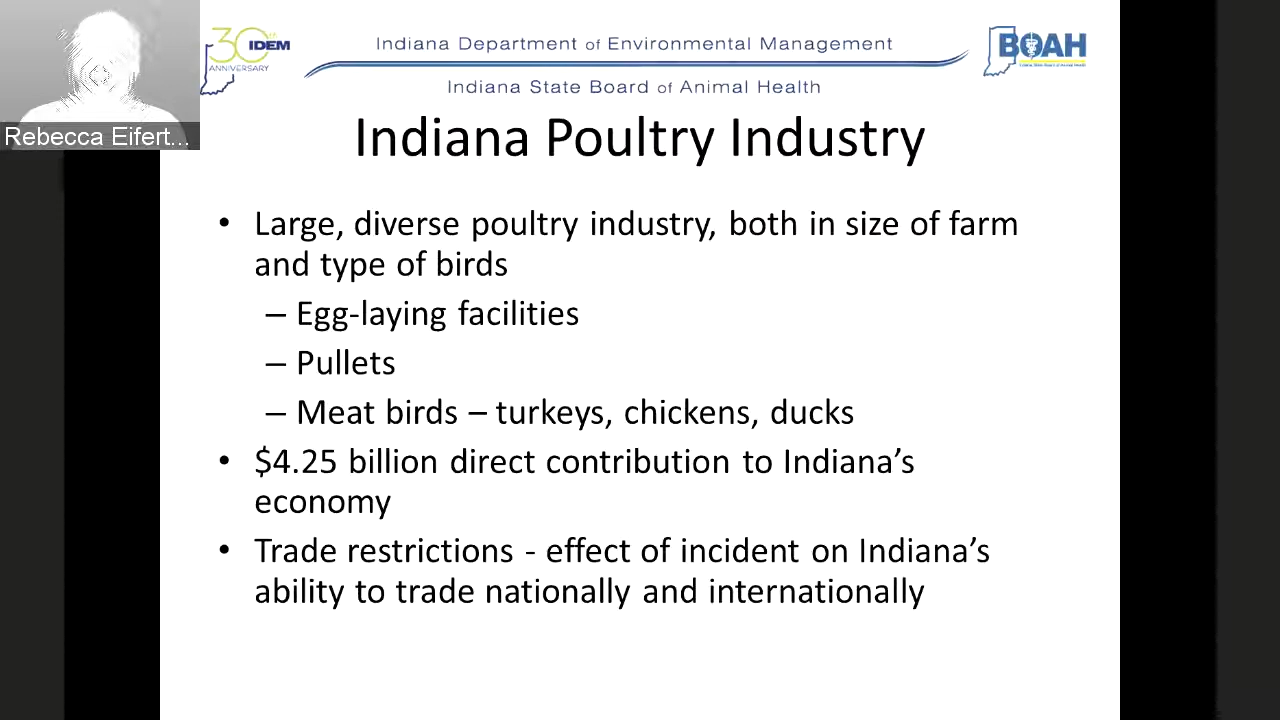 30th IDEM
ANNIVERSARY
Indiana Department of Environmental Management
Indiana State Board of Animal Health
BOAH
Rebecca Eifert...
Indiana Poultry Industry
• Large, diverse poultry industry, both in size of farm
and type of birds
– Egg-laying facilities
– Pullets
– Meat birds – turkeys, chickens, ducks
• $4.25 billion direct contribution to Indiana’s
economy
• Trade restrictions - effect of incident on Indiana’s
ability to trade nationally and internationally